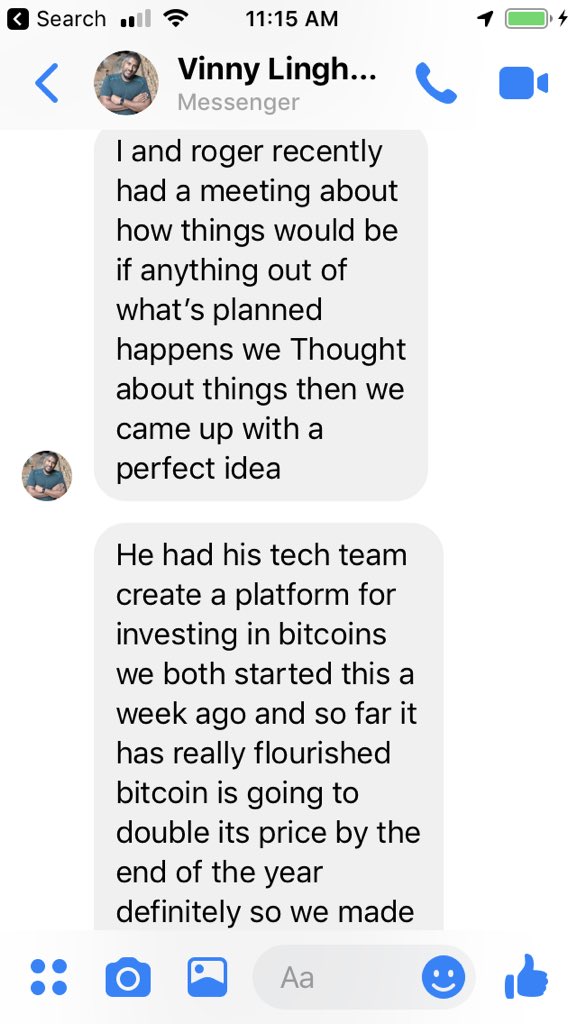 Search
11:15 AM
Vinny Lingh...
Messenger
I and roger recently
had a meeting about
how things would be
if anything out of
what's planned
happens we Thought
about things then we
came up with a
perfect idea
He had his tech team
create a platform for
investing in bitcoins
we both started this a
week ago and so far it
has really flourished
bitcoin is going to
double its price by the
end of the year
definitely so we made
Aa